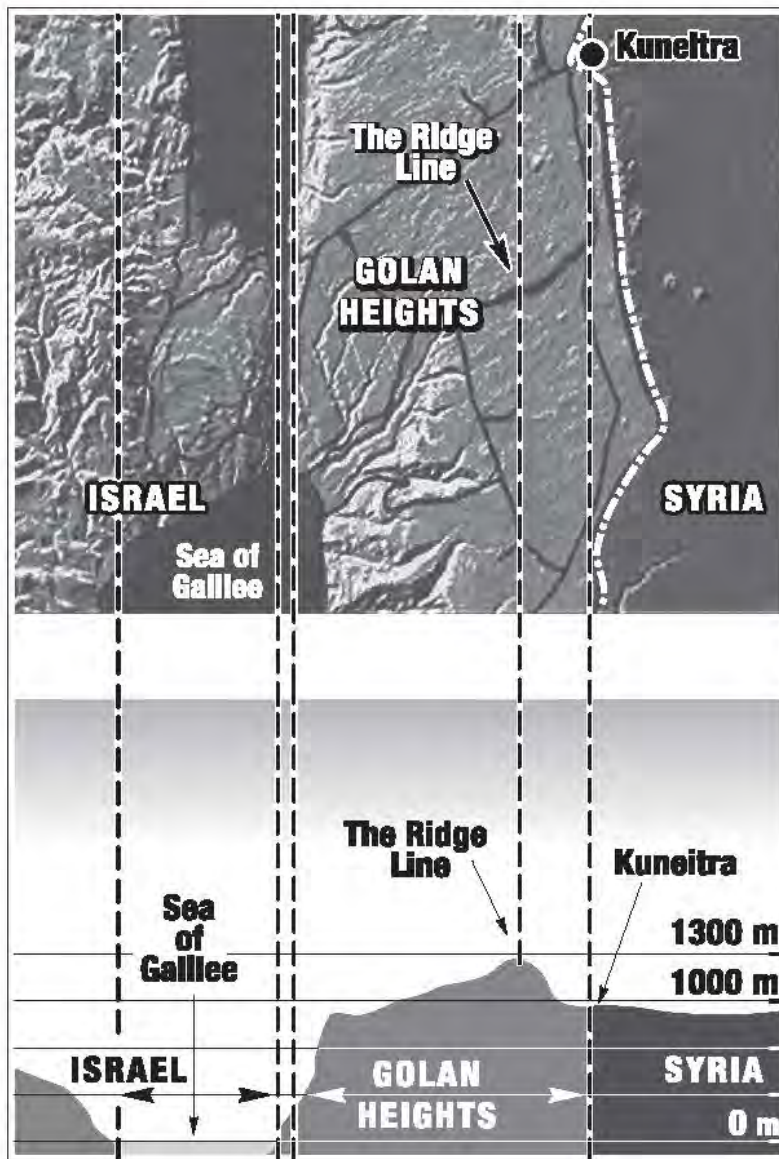 Kuneitra
The Ridge
Line
GOLAN
HEIGHTS
ISRAEL
SYRIA
Sea of
Galilee
The Ridge
Line
Kuneitra
Sea
of
Galilee
1300 m
1000 m
ISRAEL
GOLAN
HEIGHTS
SYRIA
0 m